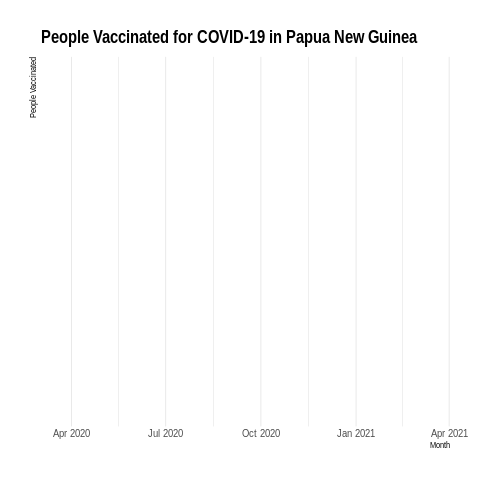 People Vaccinated for COVID-19 in Papua New Guinea
People Vaccinated
Apr 2020 Jul 2020 Oct 2020 Jan 2021 Apr 2021
Month